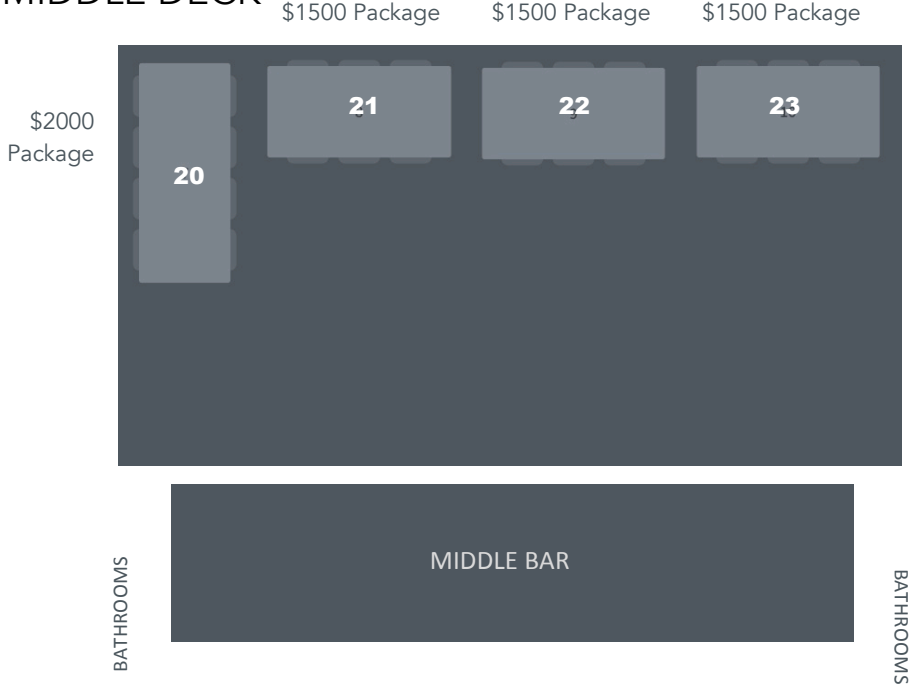 MIDDLE DECK
$1500 Package
$1500 Package
$1500 Package
$2000
Package
20
21
22
23
MIDDLE BAR
BATHROOMS
BATHROOMS